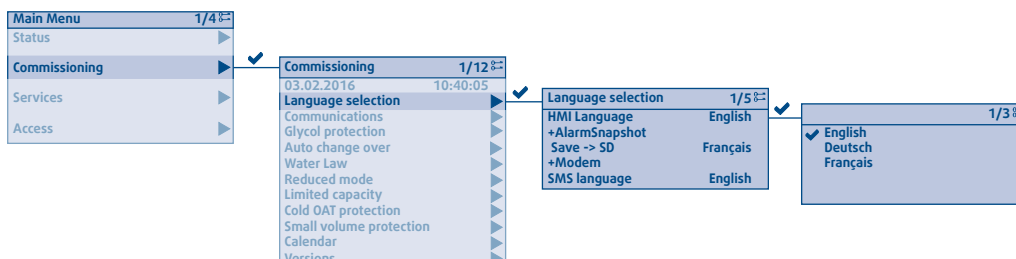 Main Menu 1/4
Status
Commissioning
Services
Access
Commissioning 1/12
03.02.2016 10:40:05
Language selection
Communications
Glycol protection
Auto change over
Water Law
Reduced mode
Limited capacity
Cold OAT protection
Small volume protection
Calendar
Versions
Language selection 1/5
HMI Language English
+AlarmSnapshot
Save -> SD Français
+Modem
SMS language English
1/3
English
Deutsch
Français